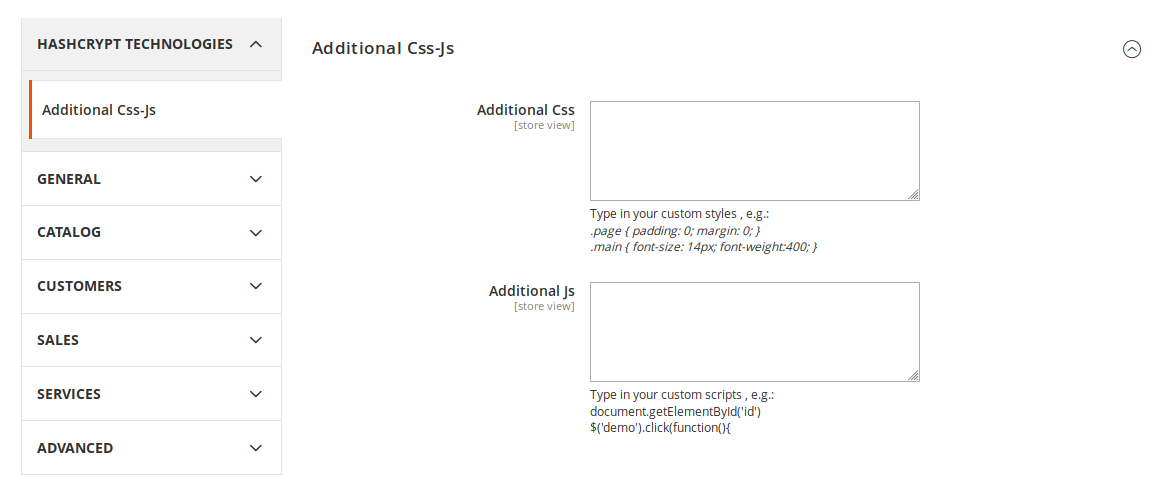 HASHCRYPT TECHNOLOGIES
Additional Css-Js
GENERAL
CATALOG
CUSTOMERS
SALES
SERVICES
ADVANCED
Additional Css-Js
Additional Css
[store view]
Type in your custom styles , e.g.:
.page { padding: 0; margin: 0; }
.main { font-size: 14px; font-weight:400; }
Additional Js
[store view]
Type in your custom scripts , e.g.:
document.getElementById('id')
$('demo').click(function(){